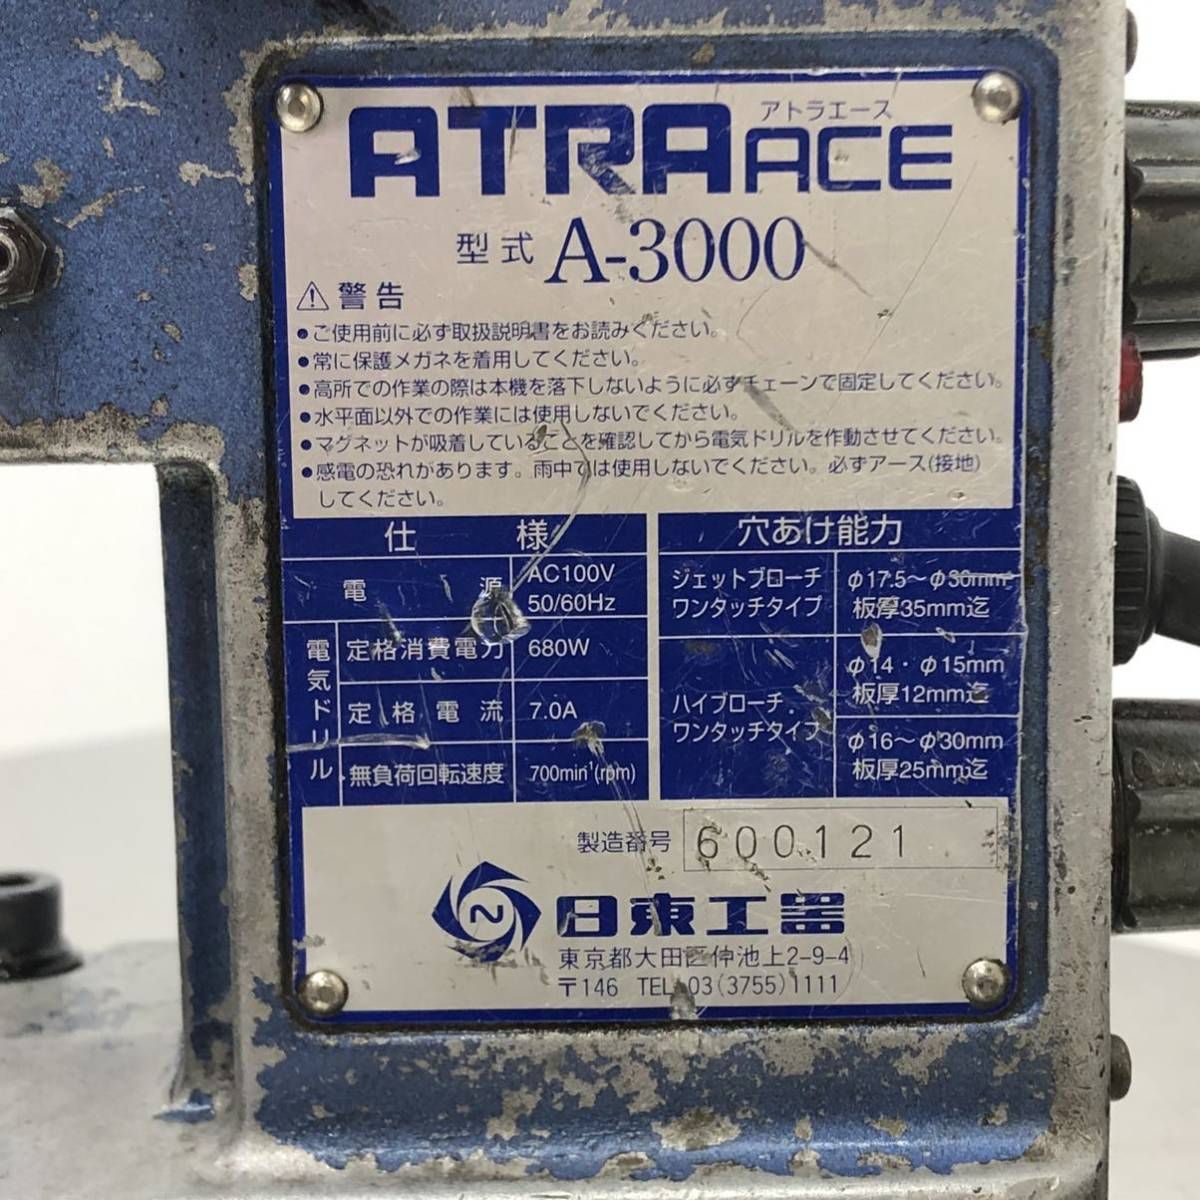 アトラエース
ATRA ACE
型式 A-3000
⚠ 警告
●ご使用前に必ず取扱説明書をお読みください。
●常に保護メガネを着用してください。
●高所での作業の際は本機を落下しないように必ずチェーンで固定してください。
●水平面以外での作業には使用しないでください。
●マグネットが吸着していることを確認してから電気ドリルを作動させてください。
●感電の恐れがあります。雨中では使用しないでください。必ずアース(接地)
してください。
仕様
電源 AC100V
50/60Hz
電気ドリル
定格消費電力 680W
定格電流 7.0A
無負荷回転速度 700min¹(rpm)
穴あけ能力
ジェットブローチ
ワンタッチタイプ
φ17.5～φ30mm
板厚35mm迄
ハイブローチ
ワンタッチタイプ
φ14・φ15mm
板厚12mm迄
φ16～φ30mm
板厚25mm迄
製造番号 600121
N 日東工器
東京都大田区仲池上2-9-4
〒146 TEL 03(3755)1111